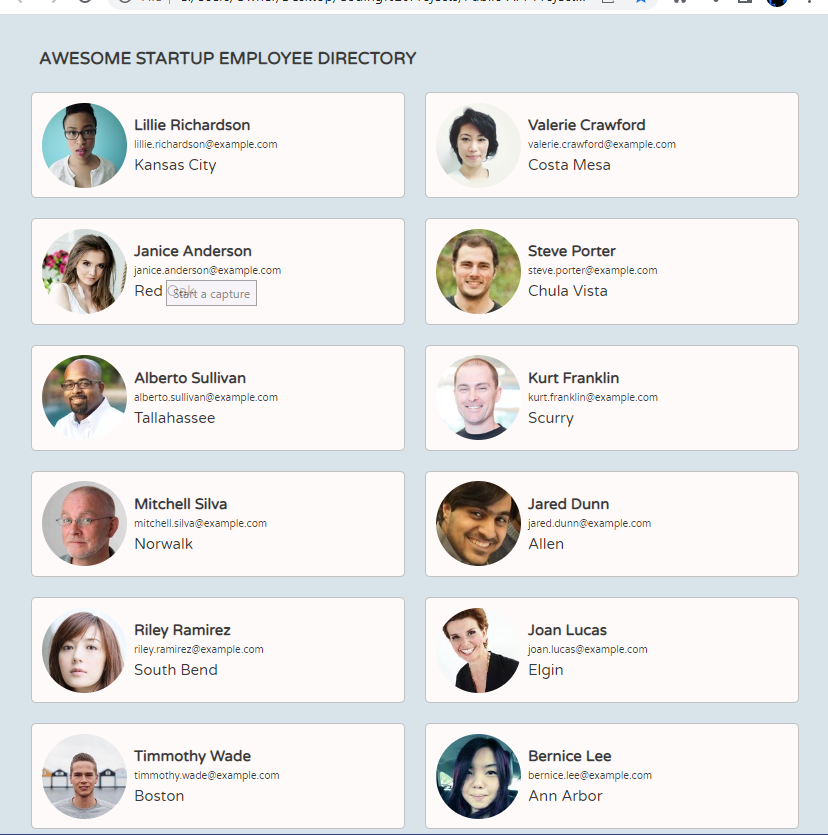 AWESOME STARTUP EMPLOYEE DIRECTORY
Lillie Richardson
lillie.richardson@example.com
Kansas City
Valerie Crawford
valerie.crawford@example.com
Costa Mesa
Janice Anderson
janice.anderson@example.com
Red Oak
Start a capture
Steve Porter
steve.porter@example.com
Chula Vista
Alberto Sullivan
alberto.sullivan@example.com
Tallahassee
Kurt Franklin
kurt.franklin@example.com
Scurry
Mitchell Silva
mitchell.silva@example.com
Norwalk
Jared Dunn
jared.dunn@example.com
Allen
Riley Ramirez
riley.ramirez@example.com
South Bend
Joan Lucas
joan.lucas@example.com
Elgin
Timmothy Wade
timmothy.wade@example.com
Boston
Bernice Lee
bernice.lee@example.com
Ann Arbor